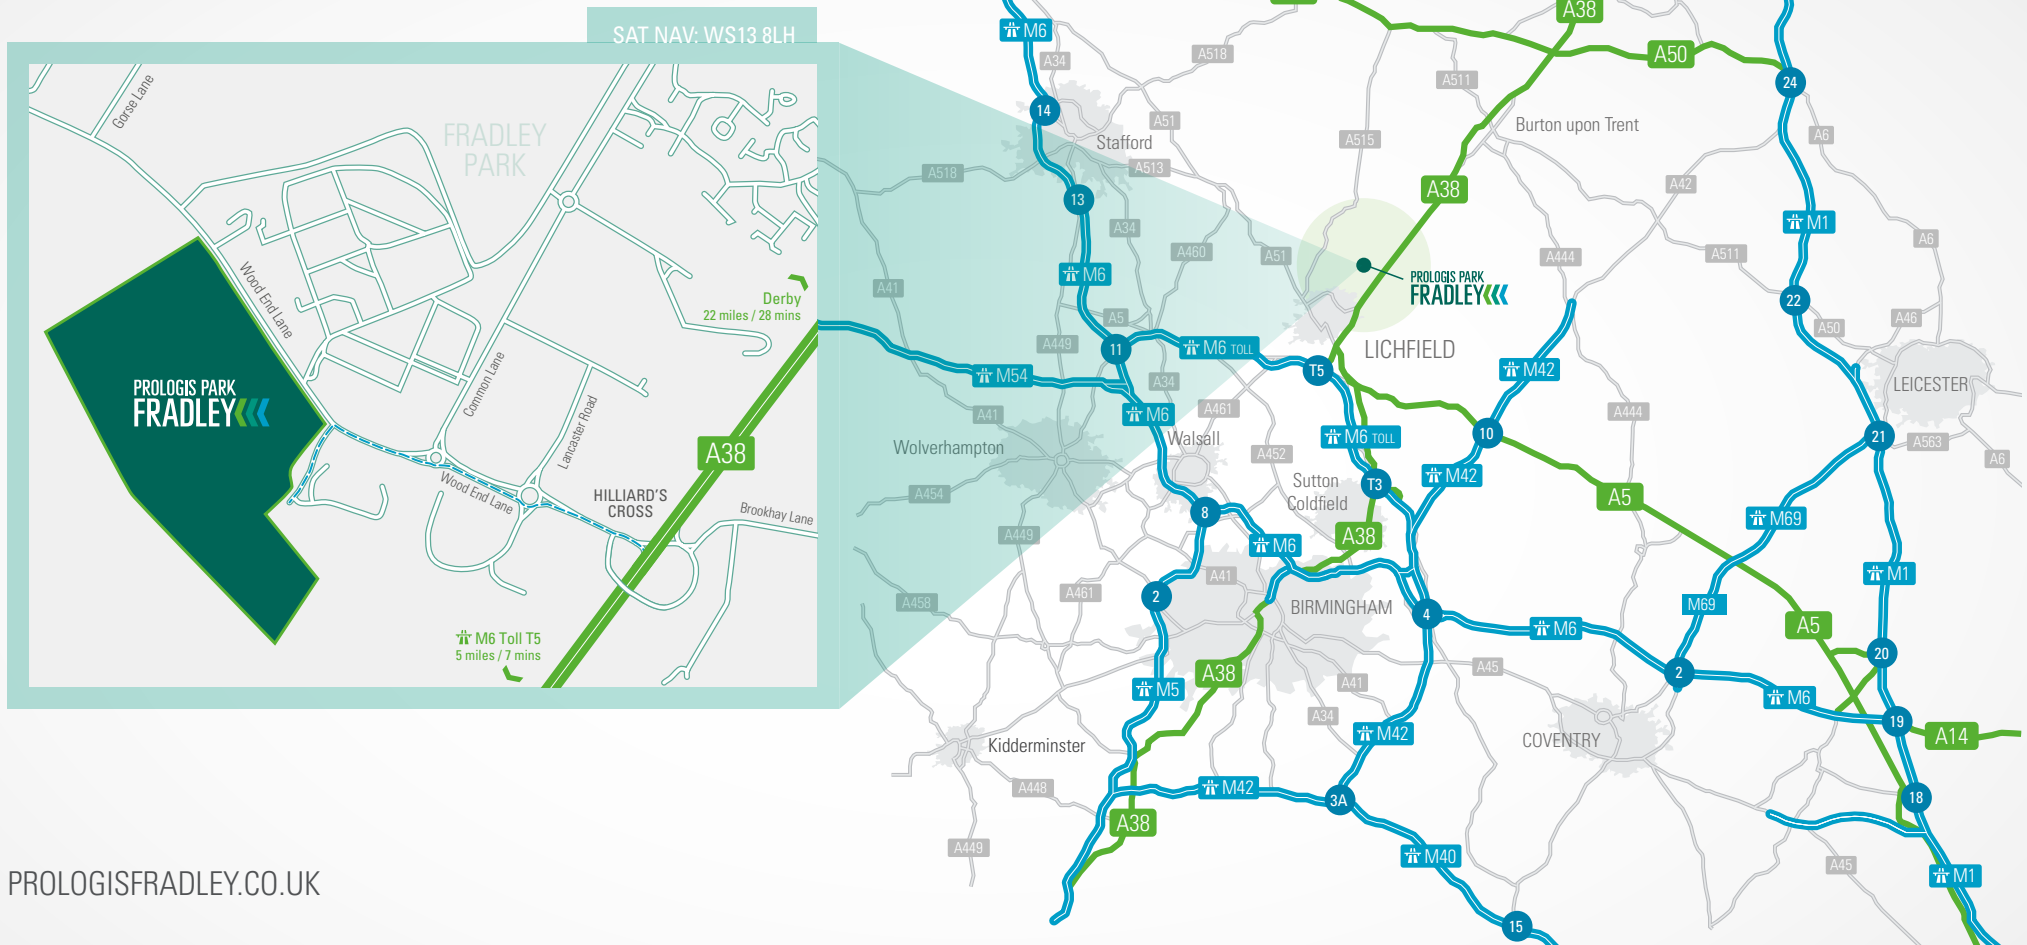 SAT NAV: WS13 8LH
Gorse Lane
FRADLEY
PARK
Wood End Lane
Derby
22 miles / 28 mins
PROLOGIS PARK
FRADLEY
Common Lane
Lancaster Road
A38
Wood End Lane
HILLIARD'S
CROSS
Brookhay Lane
M6 Toll T5
5 miles / 7 mins
PROLOGISFRADLEY.CO.UK
M6
A34
A518
A38
A50
A511
24
14
Stafford
A51
A515
Burton upon Trent
A6
A518
A513
A38
A42
13
A34
M1
A460
A51
A444
A511
A6
M6
A41
PROLOGIS PARK
FRADLEY
22
A5
A50
A46
A449
11
M6 TOLL
LICHFIELD
T5
M54
A34
M42
LEICESTER
A41
M6
A461
A444
Wolverhampton
Walsall
M6 TOLL
10
21
A563
A452
A6
A454
Sutton
Coldfield
T3
M42
A5
8
M69
A449
M6
A38
A41
M1
A458
A461
2
BIRMINGHAM
M69
4
M6
A5
20
A38
A45
2
M5
A41
M6
A34
19
Kidderminster
M42
COVENTRY
A14
A448
M42
3A
18
A38
A449
M40
A45
M1
15